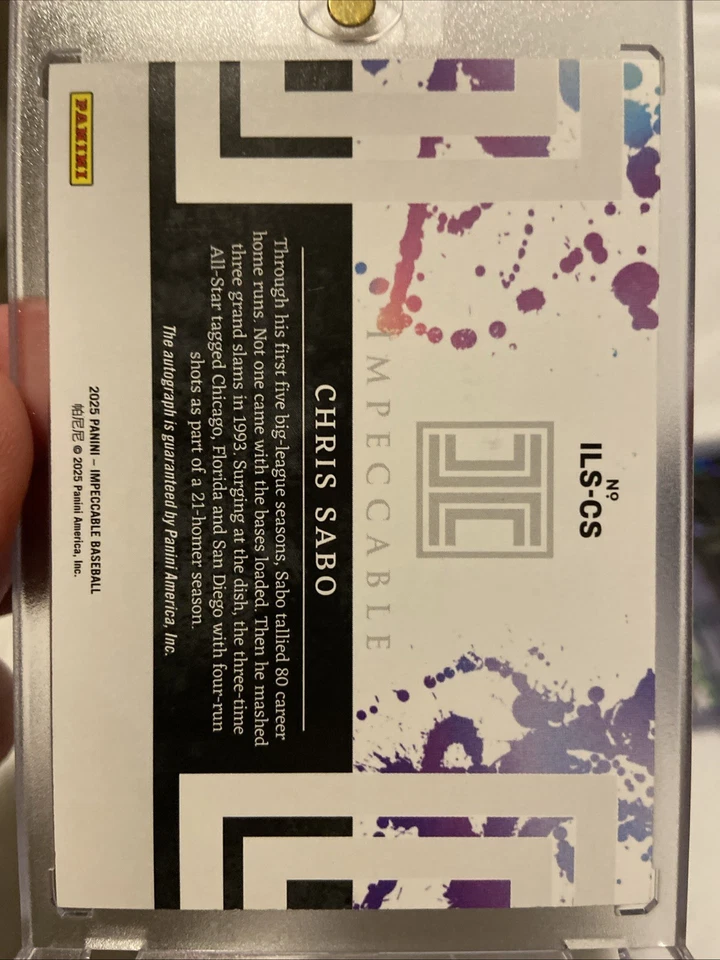 Nº
ILS-CS
IMPECCABLE
CHRIS SABO
Through his first five big-league seasons, Sabo tallied 80 career
home runs. Not one came with the bases loaded. Then he mashed
three grand slams in 1993. Surging at the dish, the three-time
All-Star tagged Chicago, Florida and San Diego with four-run
shots as part of a 21-homer season.
The autograph is guaranteed by Panini America, Inc.
PANINI
2025 PANINI – IMPECCABLE BASEBALL
帕尼尼 © 2025 Panini America, Inc.